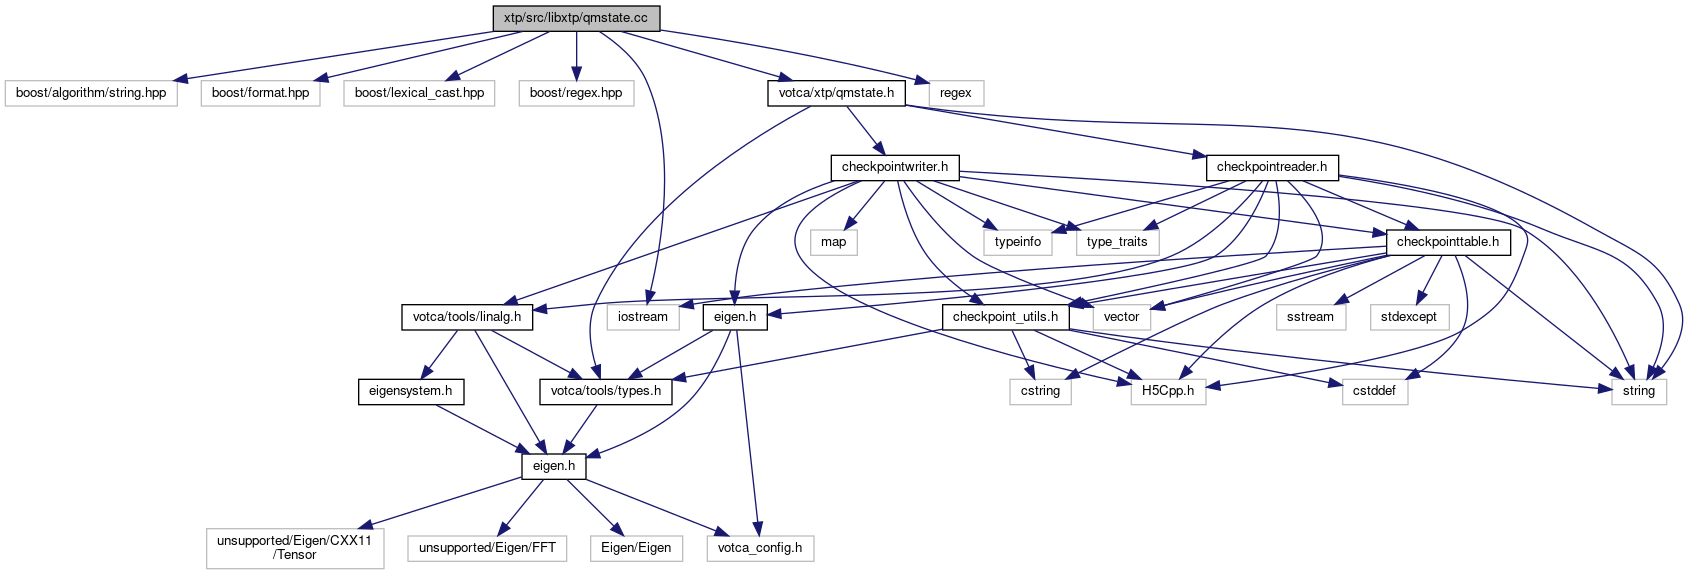 xtp/src/libxtp/qmstate.cc
boost/algorithm/string.hpp
boost/format.hpp
boost/lexical_cast.hpp
boost/regex.hpp
votca/xtp/qmstate.h
regex
checkpointwriter.h
checkpointreader.h
map
typeinfo
type_traits
checkpointtable.h
votca/tools/linalg.h
iostream
eigen.h
checkpoint_utils.h
vector
sstream
stdexcept
eigensystem.h
votca/tools/types.h
cstring
H5Cpp.h
cstddef
string
eigen.h
unsupported/Eigen/CXX11
/Tensor
unsupported/Eigen/FFT
Eigen/Eigen
votca_config.h